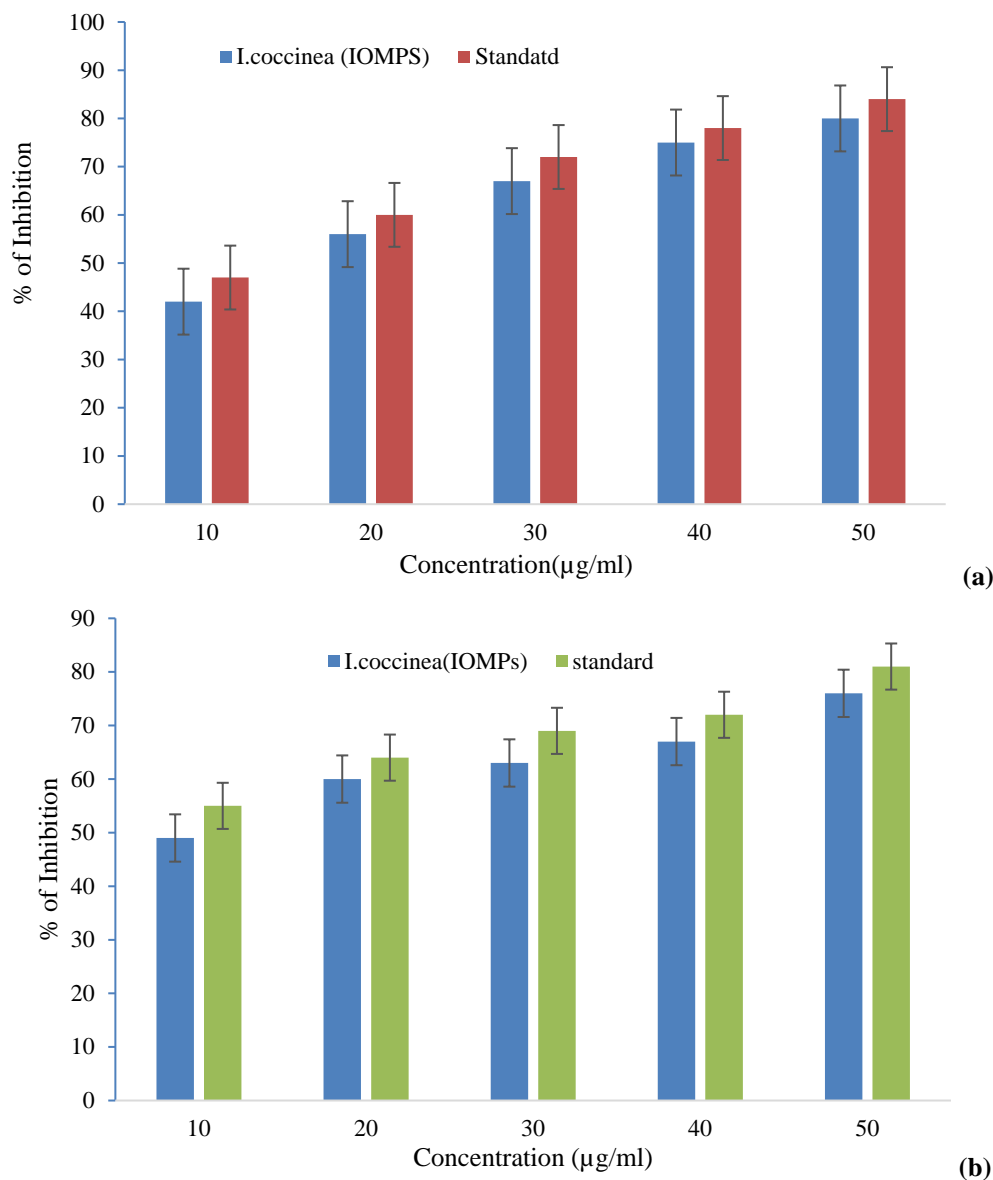 100
90
80
70
60
50
40
30
20
10
0
% of Inhibition
I.coccinea (IOMPS) Standatd
10 20 30 40 50
Concentration(µg/ml)
(a)
90
80
70
60
50
40
30
20
10
0
% of Inhibition
I.coccinea(IOMPs) standard
10 20 30 40 50
Concentration (µg/ml)
(b)